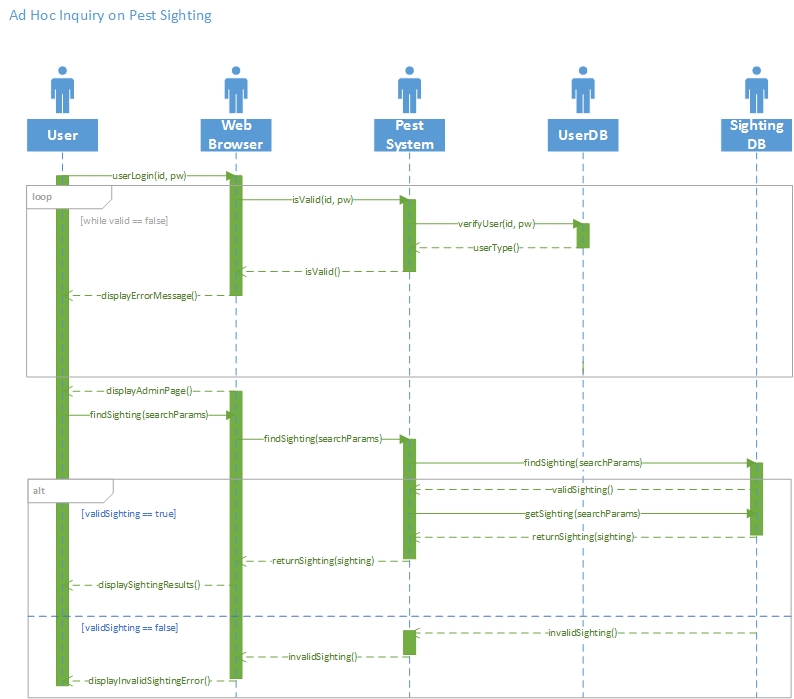 Ad Hoc Inquiry on Pest Sighting
User
Web
Browser
Pest
System
UserDB
Sighting
DB
userLogin(id, pw)
loop
isValid(id, pw)
[while valid == false]
verifyUser(id, pw)
userType()
isValid()
displayErrorMessage()
displayAdminPage()
findSighting(searchParams)
findSighting(searchParams)
findSighting(searchParams)
alt
validSighting()
[validSighting == true]
getSighting(searchParams)
returnSighting(sighting)
returnSighting(sighting)
displaySightingResults()
[validSighting == false]
invalidSighting()
invalidSighting()
displayInvalidSightingError()